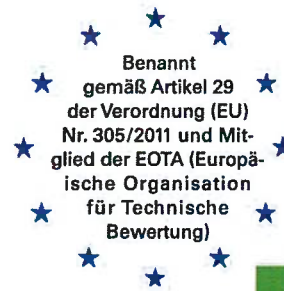 Benannt
gemäß Artikel 29
der Verordnung (EU)
Nr. 305/2011 und Mit-
glied der EOTA (Europä-
ische Organisation
für Technische
Bewertung)